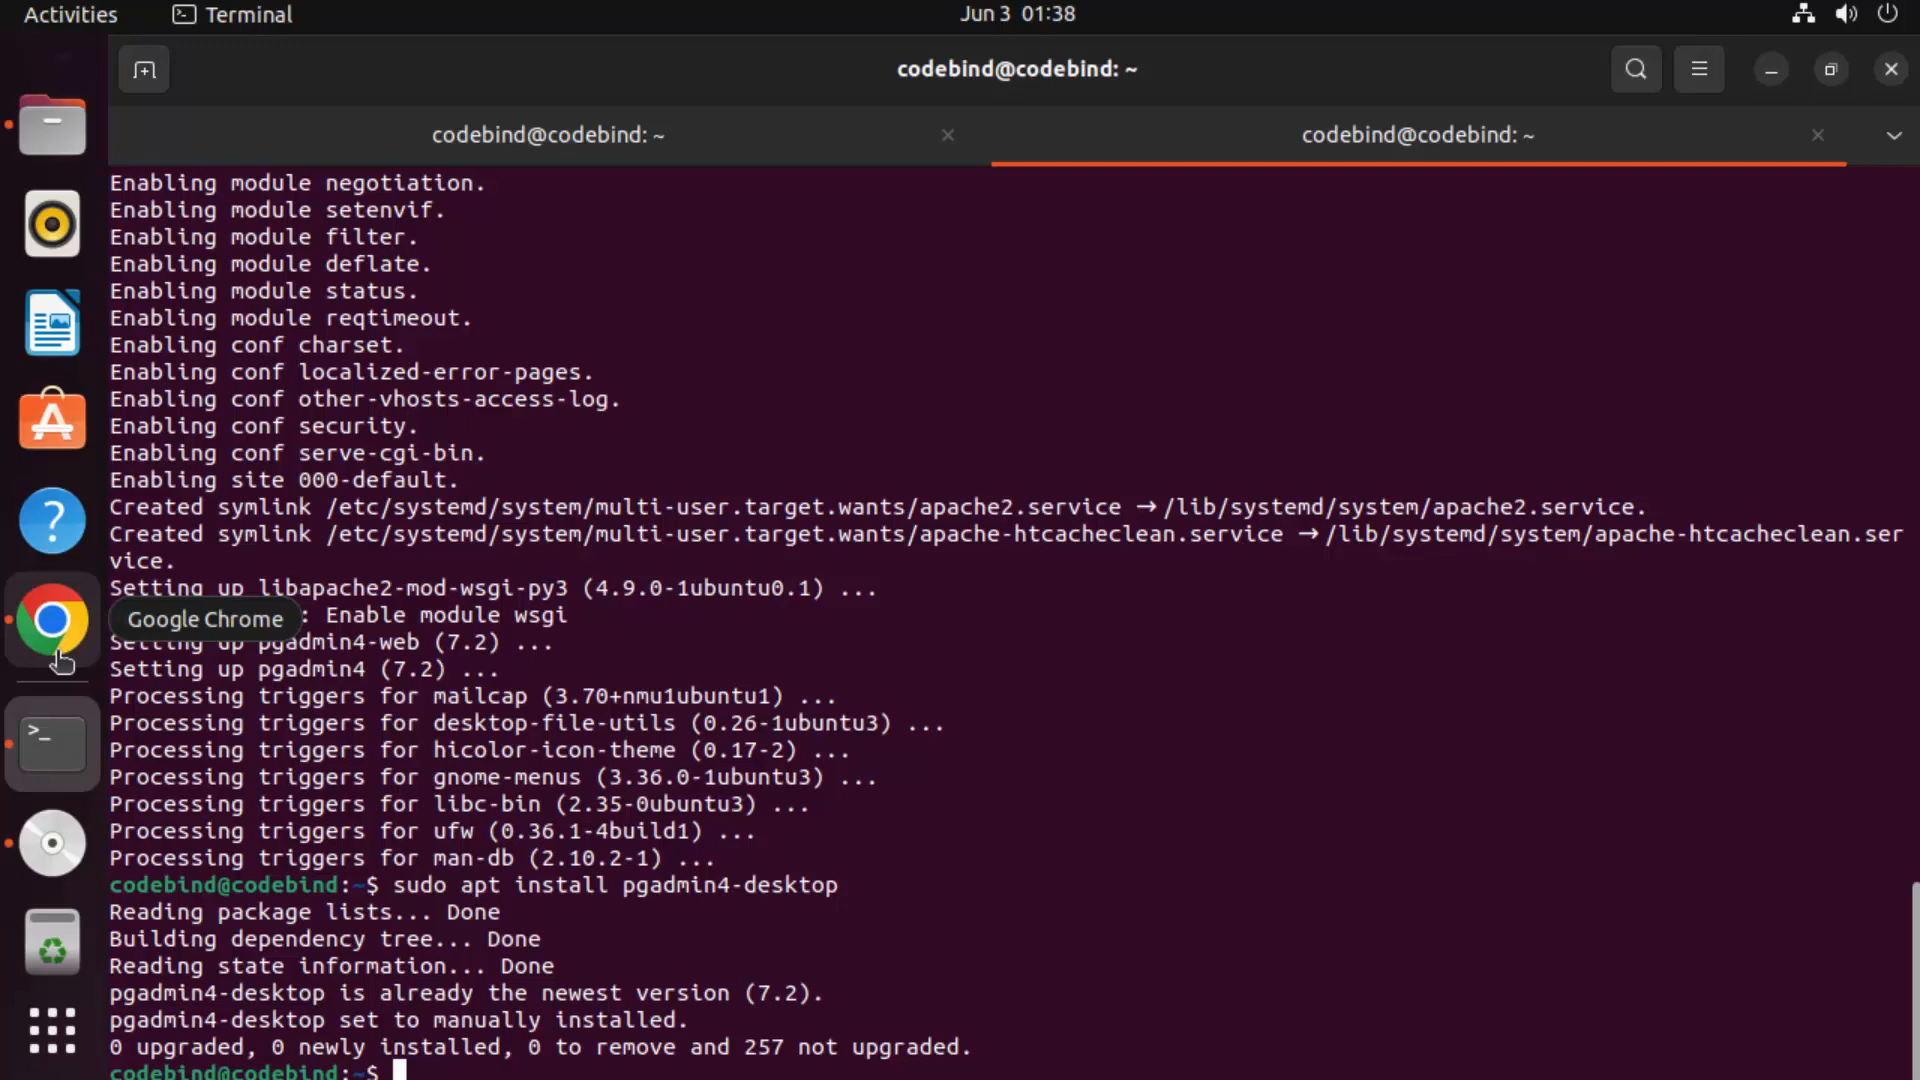 Activities
Terminal
Jun 3 01:38
codebind@codebind: ~
codebind@codebind: ~
codebind@codebind: ~
Enabling module negotiation.
Enabling module setenvif.
Enabling module filter.
Enabling module deflate.
Enabling module status.
Enabling module reqtimeout.
Enabling conf charset.
Enabling conf localized-error-pages.
Enabling conf other-vhosts-access-log.
Enabling conf security.
Enabling conf serve-cgi-bin.
Enabling site 000-default.
Created symlink /etc/systemd/system/multi-user.target.wants/apache2.service → /lib/systemd/system/apache2.service.
Created symlink /etc/systemd/system/multi-user.target.wants/apache-htcacheclean.service → /lib/systemd/system/apache-htcacheclean.ser
vice.
Setting up libapache2-mod-wsgi-py3 (4.9.0-1ubuntu0.1) ...
Google Chrome
: Enable module wsgi
Setting up pgadmin4-web (7.2) ...
Setting up pgadmin4 (7.2) ...
Processing triggers for mailcap (3.70+nmu1ubuntu1) ...
Processing triggers for desktop-file-utils (0.26-1ubuntu3) ...
Processing triggers for hicolor-icon-theme (0.17-2) ...
Processing triggers for gnome-menus (3.36.0-1ubuntu3) ...
Processing triggers for libc-bin (2.35-0ubuntu3) ...
Processing triggers for ufw (0.36.1-4build1) ...
Processing triggers for man-db (2.10.2-1) ...
codebind@codebind:~$ sudo apt install pgadmin4-desktop
Reading package lists... Done
Building dependency tree... Done
Reading state information... Done
pgadmin4-desktop is already the newest version (7.2).
pgadmin4-desktop set to manually installed.
0 upgraded, 0 newly installed, 0 to remove and 257 not upgraded.
codebind@codebind:~$